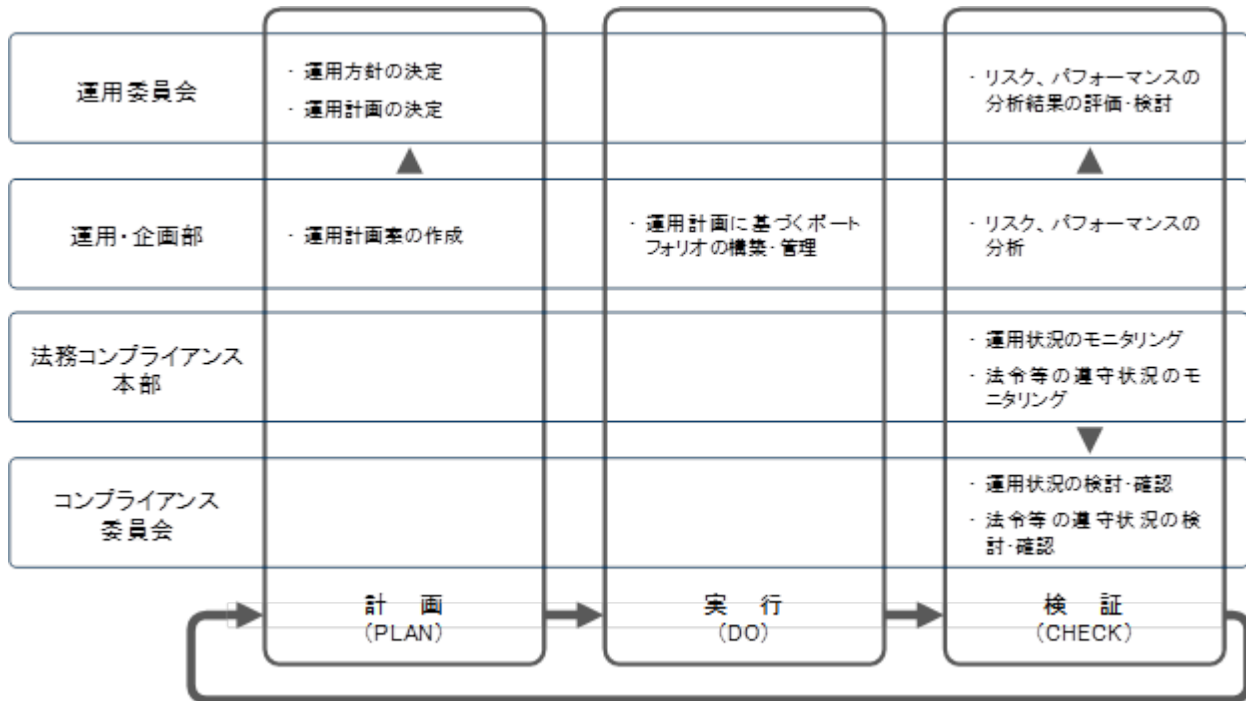 運用委員会
・ 運用方針の決定
・ 運用計画の決定
・ リスク、パフォーマンスの
分析結果の評価・検討
運用・企画部
・ 運用計画案の作成
・ 運用計画に基づくポート
フォリオの構築・管理
・ リスク、パフォーマンスの
分析
法務コンプライアンス
本部
・ 運用状況のモニタリング
・ 法令等の遵守状況のモ
ニタリング
コンプライアンス
委員会
・ 運用状況の検討・確認
・ 法令等の遵守状況の検
討・確認
計 画
(PLAN)
実 行
(DO)
検 証
(CHECK)